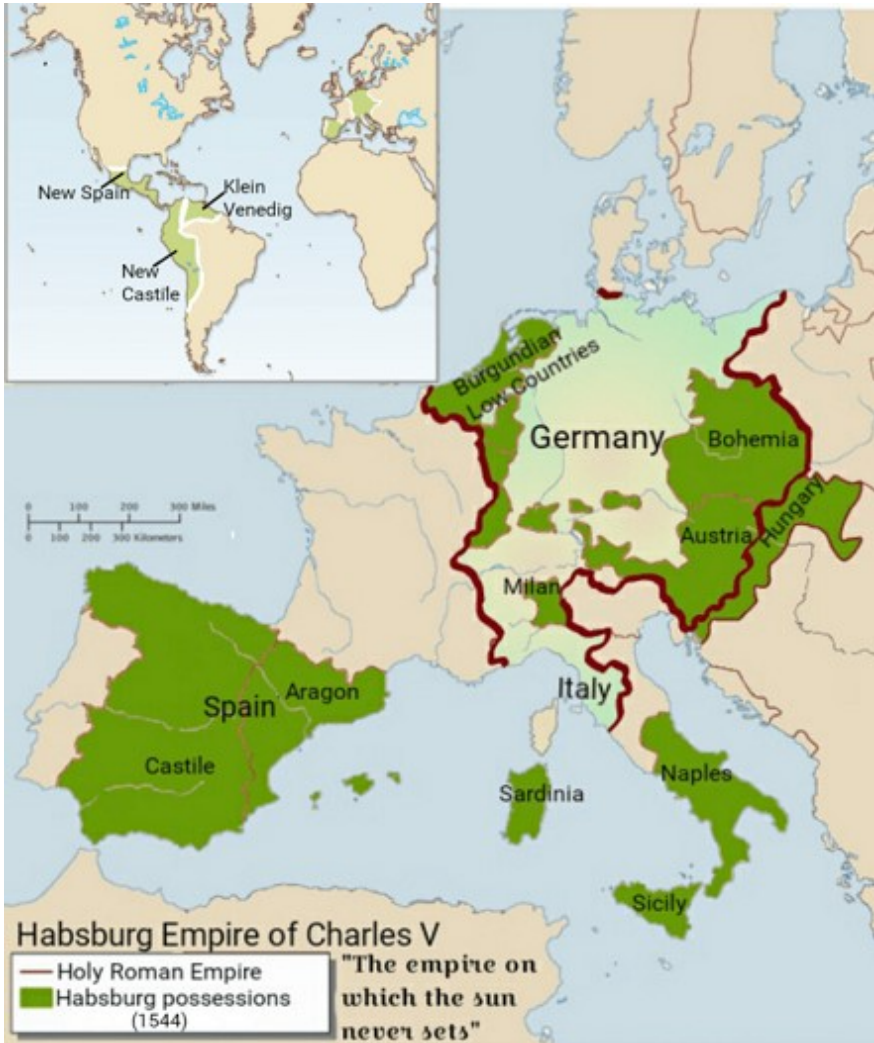 New Spain
Klein
Venedig
New
Castile
Burgundian
Low Countries
Germany
Bohemia
Hungary
Austria
Milan
0 100 200 300 Miles
0 100 200 300 Kilometers
Italy
Spain
Aragon
Castile
Sardinia
Naples
Sicily
Habsburg Empire of Charles V
Holy Roman Empire
Habsburg possessions
(1544)
"The empire on
which the sun
never sets"